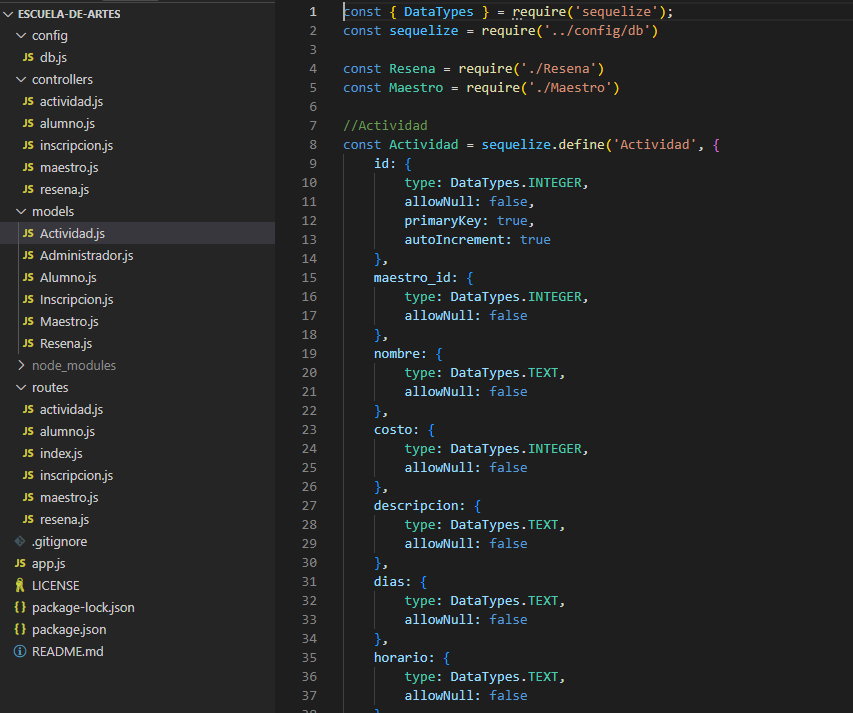 ESCUELA-DE-ARTES
config
JS db.js
controllers
JS actividad.js
JS alumno.js
JS inscripcion.js
JS maestro.js
JS resena.js
models
JS Actividad.js
JS Administrador.js
JS Alumno.js
JS Inscripcion.js
JS Maestro.js
JS Resena.js
node_modules
routes
JS actividad.js
JS alumno.js
JS index.js
JS inscripcion.js
JS maestro.js
JS resena.js
.gitignore
JS app.js
LICENSE
{} package-lock.json
{} package.json
README.md
1 const { DataTypes } = require('sequelize');
2 const sequelize = require('../config/db')
3
4 const Resena = require('./Resena')
5 const Maestro = require('./Maestro')
6
7 //Actividad
8 const Actividad = sequelize.define('Actividad', {
9     id: {
10         type: DataTypes.INTEGER,
11         allowNull: false,
12         primaryKey: true,
13         autoIncrement: true
14     },
15     maestro_id: {
16         type: DataTypes.INTEGER,
17         allowNull: false
18     },
19     nombre: {
20         type: DataTypes.TEXT,
21         allowNull: false
22     },
23     costo: {
24         type: DataTypes.INTEGER,
25         allowNull: false
26     },
27     descripcion: {
28         type: DataTypes.TEXT,
29         allowNull: false
30     },
31     dias: {
32         type: DataTypes.TEXT,
33         allowNull: false
34     },
35     horario: {
36         type: DataTypes.TEXT,
37         allowNull: false